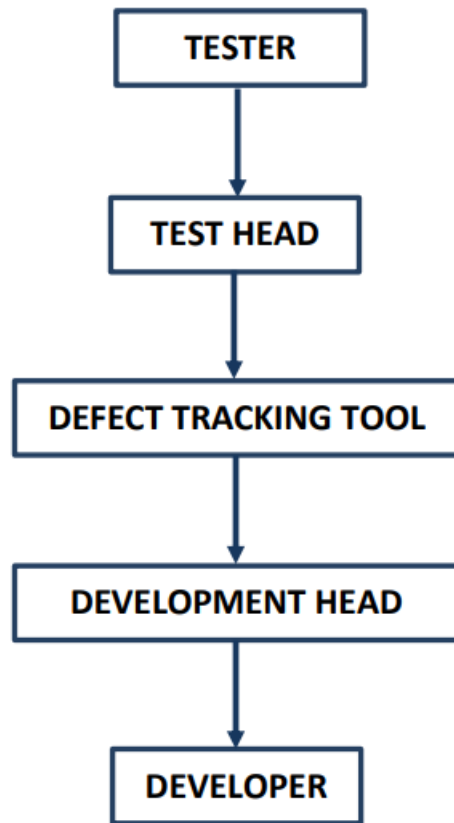 TESTER
TEST HEAD
DEFECT TRACKING TOOL
DEVELOPMENT HEAD
DEVELOPER